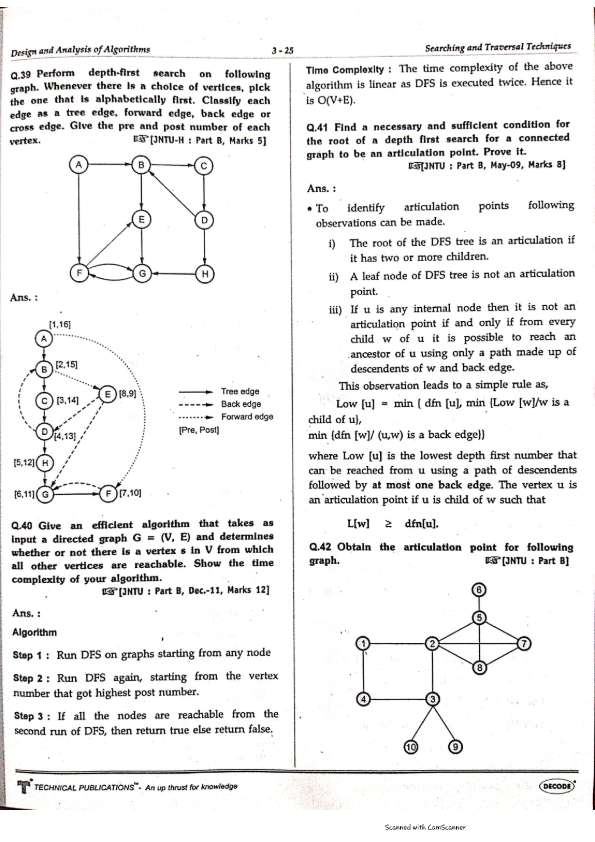 Design and Analysis of Algorithms
3 - 25
Searching and Traversal Techniques
Q.39 Perform depth-first search on following
graph. Whenever there is a choice of vertices, pick
the one that is alphabetically first. Classify each
edge as a tree edge, forward edge, back edge or
cross edge. Give the pre and post number of each
vertex. ☞[JNTU-H : Part B, Marks 5]
A B C
E D
F G H
Ans. :
[1,16]
A
B [2,15]
C [3,14] E [8,9]
D [4,13]
[5,12] H
[6,11] G F [7,10]
Tree edge
Back edge
Forward edge
[Pre, Post]
Q.40 Give an efficient algorithm that takes as
input a directed graph G = (V, E) and determines
whether or not there is a vertex s in V from which
all other vertices are reachable. Show the time
complexity of your algorithm.
☞[JNTU : Part B, Dec.-11, Marks 12]
Ans. :
Algorithm
Step 1 : Run DFS on graphs starting from any node
Step 2 : Run DFS again, starting from the vertex
number that got highest post number.
Step 3 : If all the nodes are reachable from the
second run of DFS, then return true else return false.
Time Complexity : The time complexity of the above
algorithm is linear as DFS is executed twice. Hence it
is O(V+E).
Q.41 Find a necessary and sufficient condition for
the root of a depth first search for a connected
graph to be an articulation point. Prove it.
☞[JNTU : Part B, May-09, Marks 8]
Ans. :
• To identify articulation points following
observations can be made.
i) The root of the DFS tree is an articulation if
it has two or more children.
ii) A leaf node of DFS tree is not an articulation
point.
iii) If u is any internal node then it is not an
articulation point if and only if from every
child w of u it is possible to reach an
ancestor of u using only a path made up of
descendents of w and back edge.
This observation leads to a simple rule as,
Low [u] = min { dfn [u], min {Low [w]/w is a
child of u},
min {dfn [w]/ (u,w) is a back edge}}
where Low [u] is the lowest depth first number that
can be reached from u using a path of descendents
followed by at most one back edge. The vertex u is
an articulation point if u is child of w such that
L[w] ≥ dfn[u].
Q.42 Obtain the articulation point for following
graph. ☞[JNTU : Part B]
6
5
1 2 7
8
4 3
10 9
T TECHNICAL PUBLICATIONS™- An up thrust for knowledge
DECODE
Scanned with CamScanner